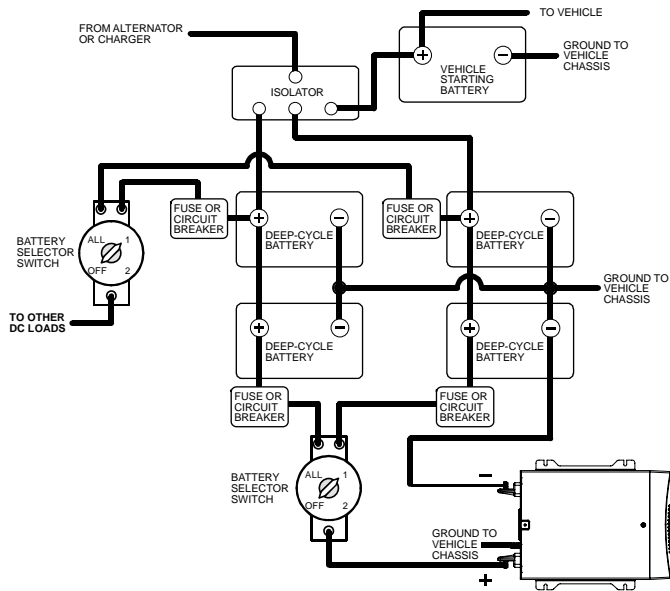 TO VEHICLE
FROM ALTERNATOR
OR CHARGER
+
−
GROUND TO
VEHICLE
CHASSIS
VEHICLE
STARTING
BATTERY
ISOLATOR
FUSE OR
CIRCUIT
BREAKER
+
−
DEEP-CYCLE
BATTERY
FUSE OR
CIRCUIT
BREAKER
+
−
DEEP-CYCLE
BATTERY
BATTERY
SELECTOR
SWITCH
ALL
1
OFF
2
TO OTHER
DC LOADS
GROUND TO
VEHICLE
CHASSIS
+
−
DEEP-CYCLE
BATTERY
+
−
DEEP-CYCLE
BATTERY
FUSE OR
CIRCUIT
BREAKER
FUSE OR
CIRCUIT
BREAKER
BATTERY
SELECTOR
SWITCH
ALL
1
OFF
2
−
GROUND TO
VEHICLE
CHASSIS
+